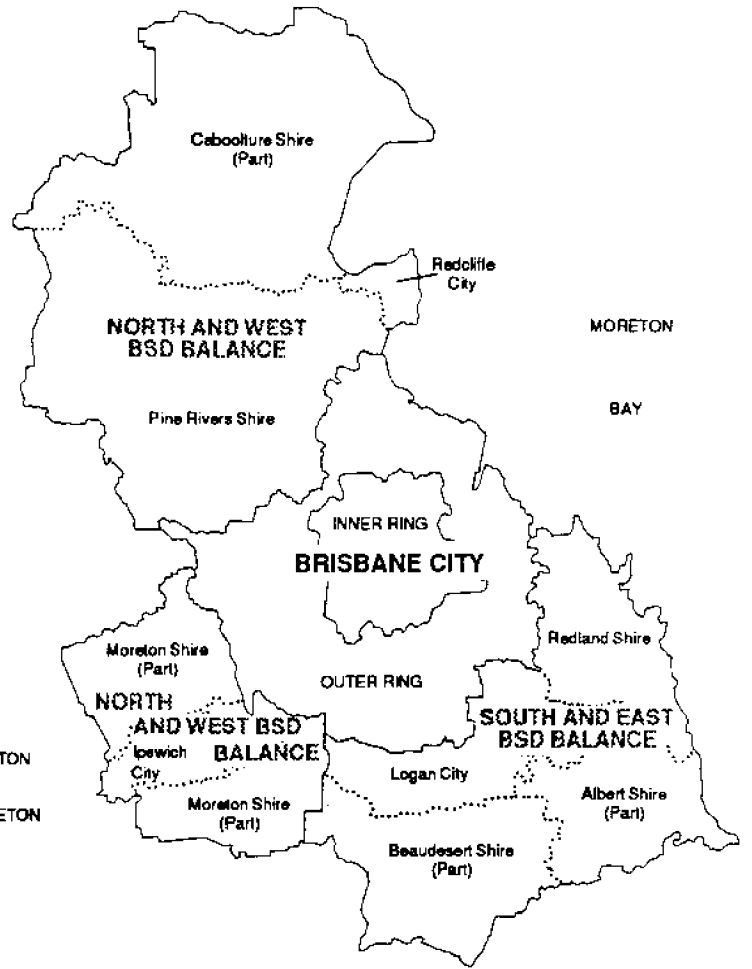 Caboolture Shire
(Part)
Redcliffe
City
NORTH AND WEST
BSD BALANCE
MORETON
BAY
Pine Rivers Shire
INNER RING
BRISBANE CITY
Redland Shire
Moreton Shire
(Part)
OUTER RING
NORTH
AND WEST BSD
BALANCE
SOUTH AND EAST
BSD BALANCE
Ipswich
City
TON
Logan City
ETON
Moreton Shire
(Part)
Albert Shire
(Part)
Beaudesert Shire
(Part)